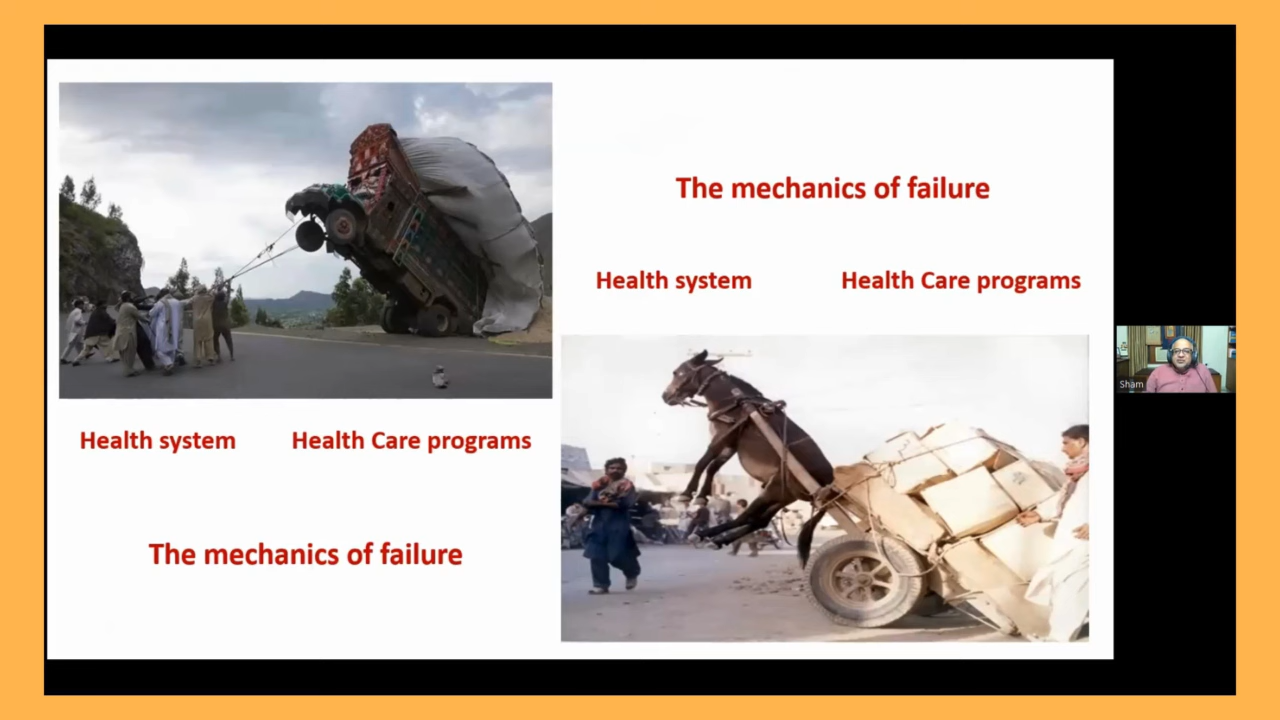 The mechanics of failure
Health system Health Care programs
Health system Health Care programs
The mechanics of failure
Sham